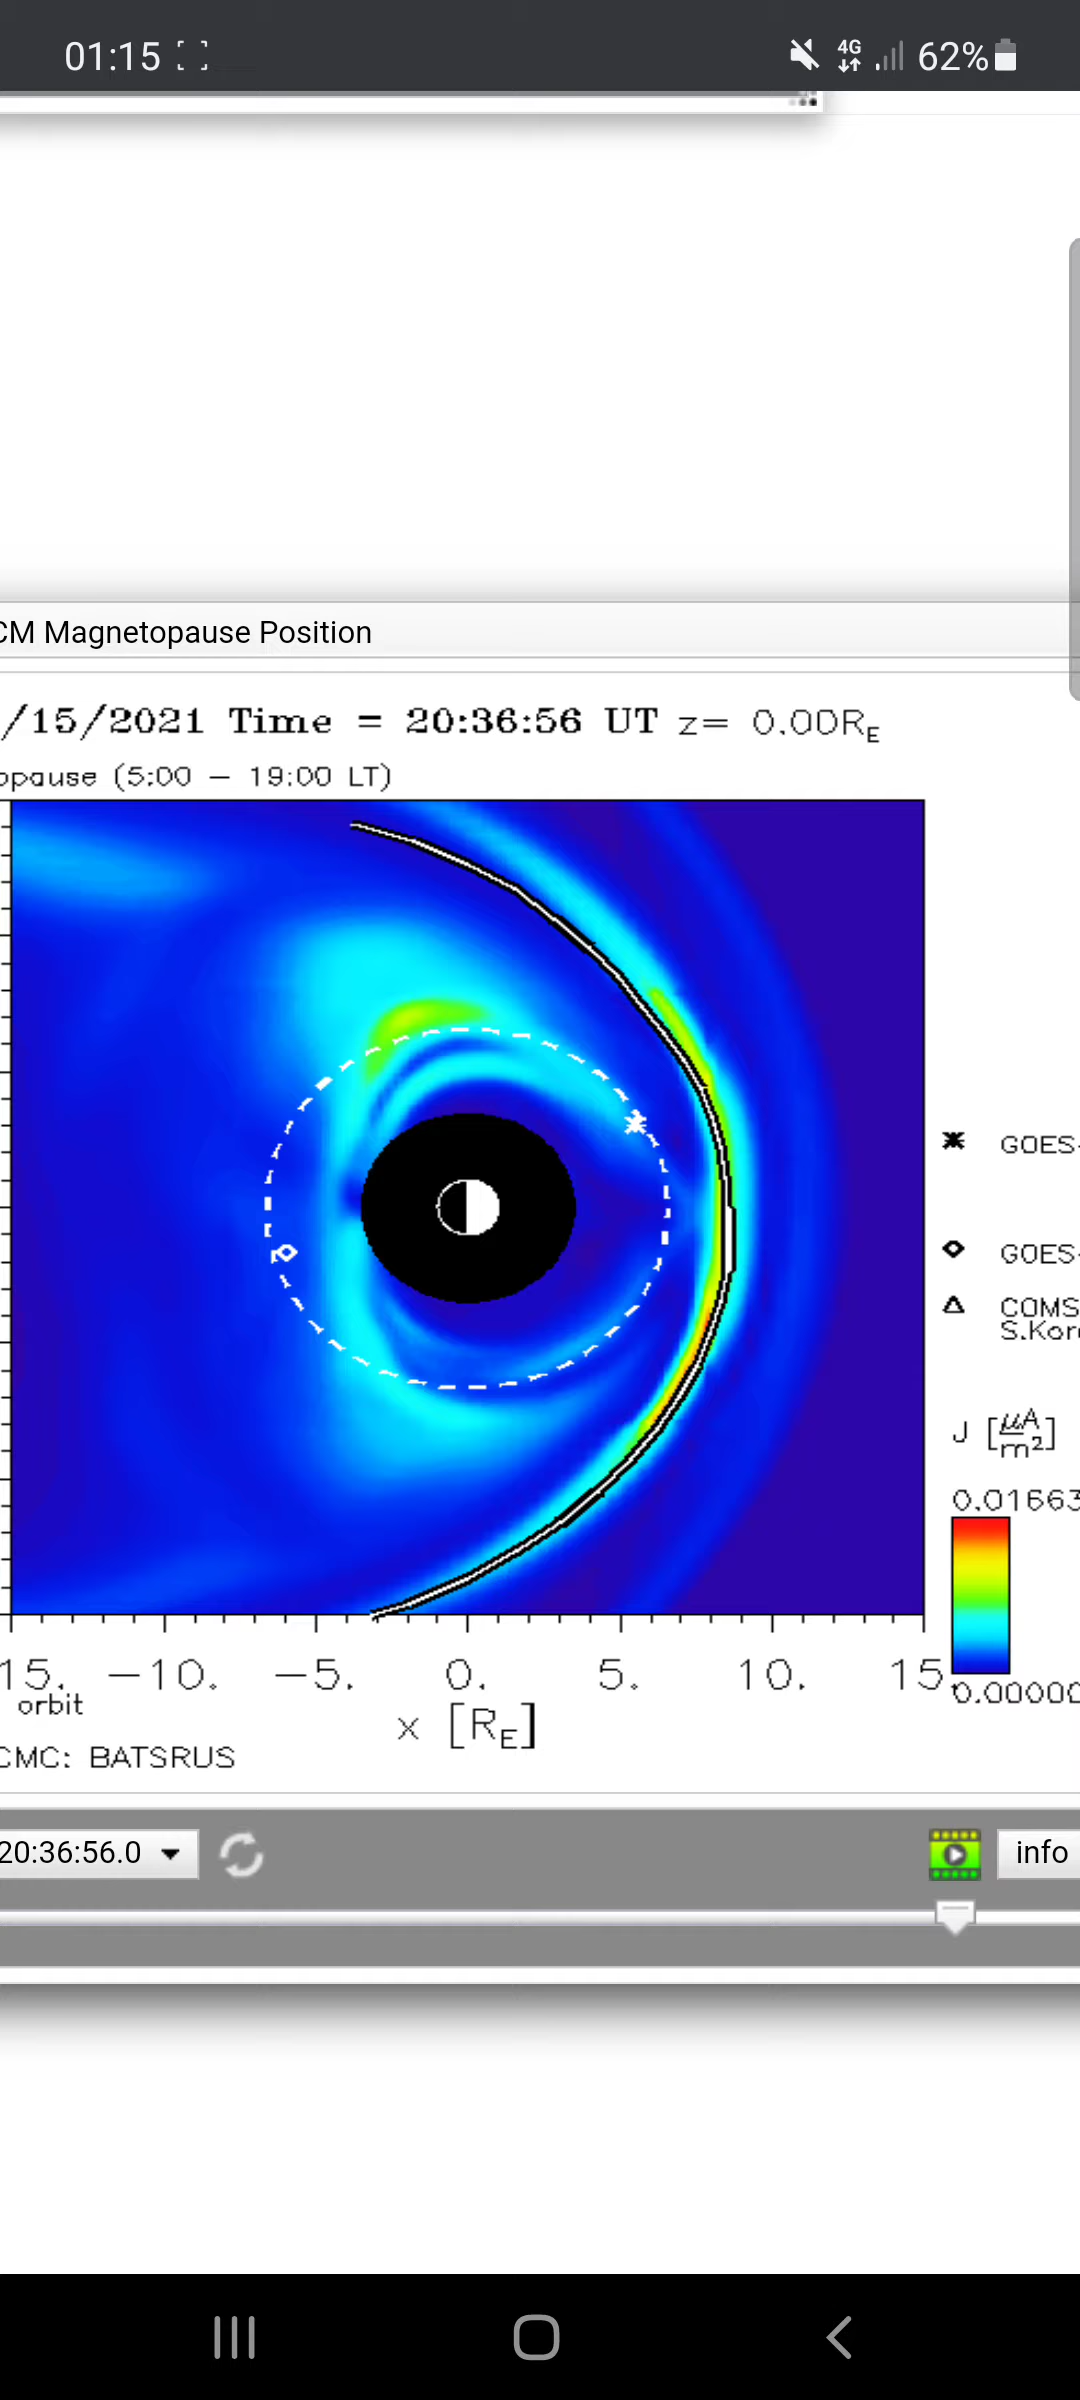 01:15 4G 62%
CM Magnetopause Position
/15/2021 Time = 20:36:56 UT z= 0.00RE
opause (5:00 – 19:00 LT)
GOES-
GOES-
COMS
S.Kor
J [μA/m2]
0.01663
0.0000
15. −10. −5. 0. 5. 10. 15.
orbit
x [RE]
CMC: BATSRUS
20:36:56.0
info